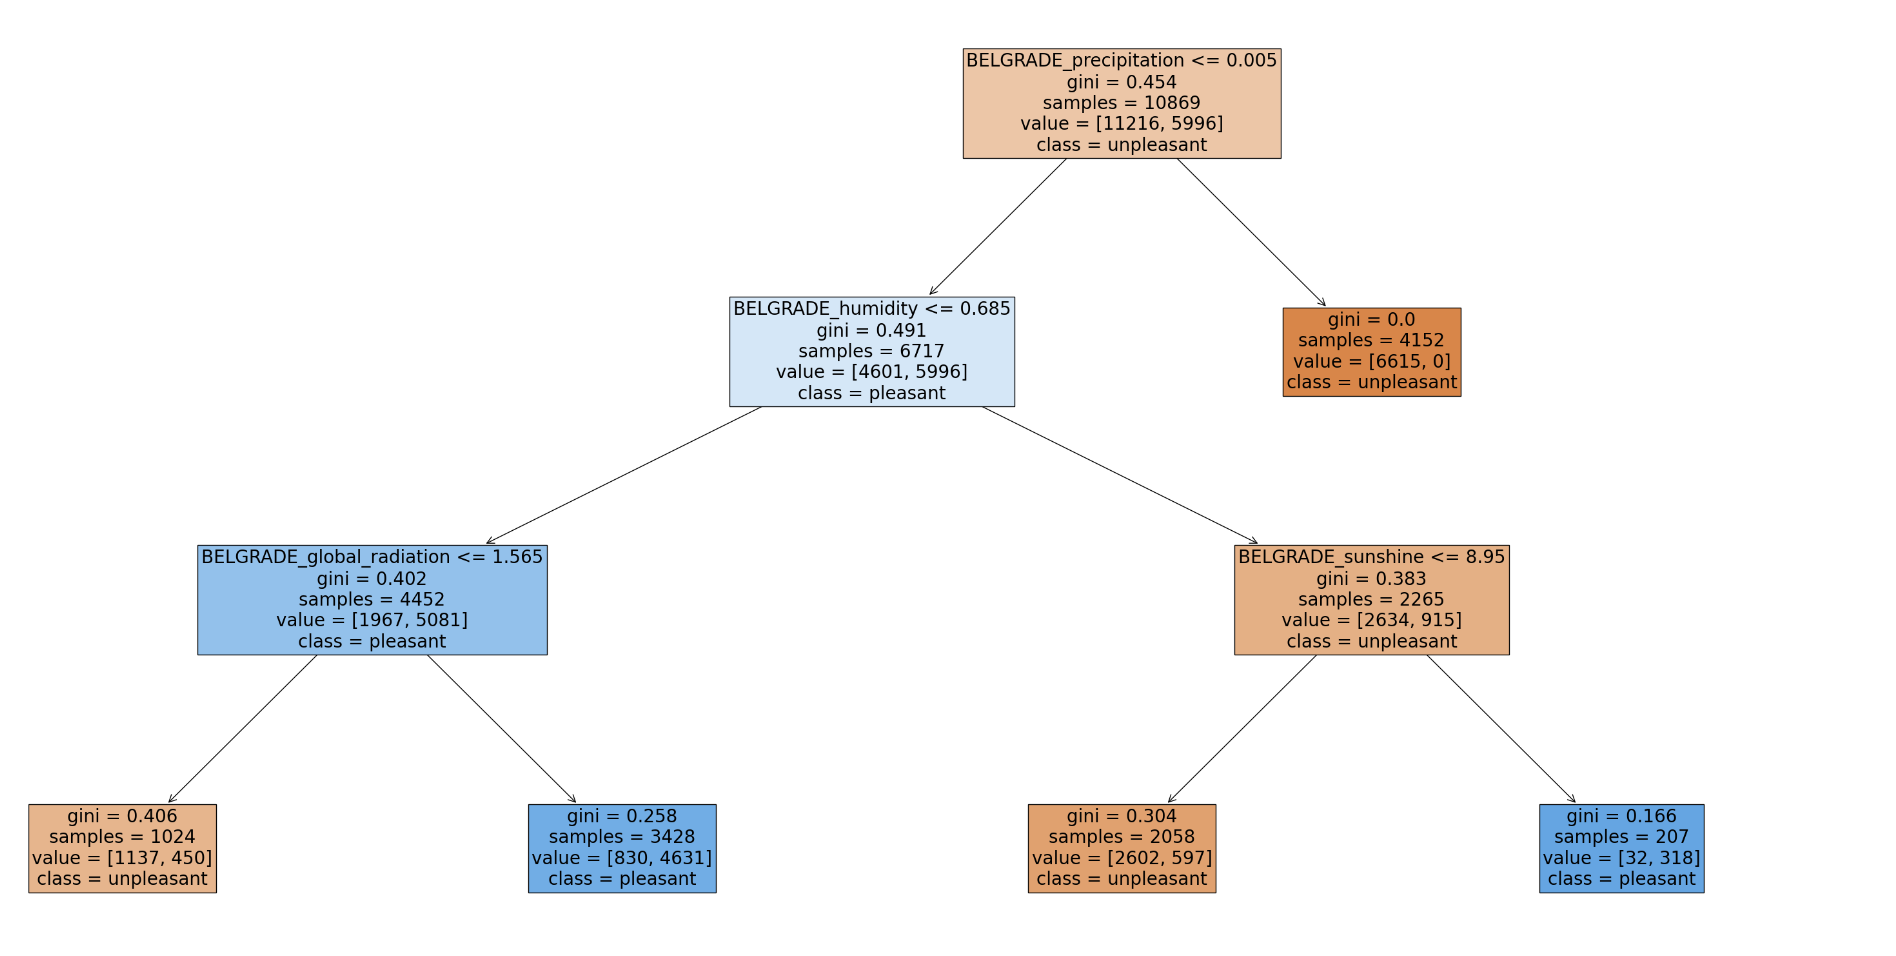 BELGRADE_precipitation <= 0.005
gini = 0.454
samples = 10869
value = [11216, 5996]
class = unpleasant
BELGRADE_humidity <= 0.685
gini = 0.491
samples = 6717
value = [4601, 5996]
class = pleasant
gini = 0.0
samples = 4152
value = [6615, 0]
class = unpleasant
BELGRADE_global_radiation <= 1.565
gini = 0.402
samples = 4452
value = [1967, 5081]
class = pleasant
BELGRADE_sunshine <= 8.95
gini = 0.383
samples = 2265
value = [2634, 915]
class = unpleasant
gini = 0.406
samples = 1024
value = [1137, 450]
class = unpleasant
gini = 0.258
samples = 3428
value = [830, 4631]
class = pleasant
gini = 0.304
samples = 2058
value = [2602, 597]
class = unpleasant
gini = 0.166
samples = 207
value = [32, 318]
class = pleasant